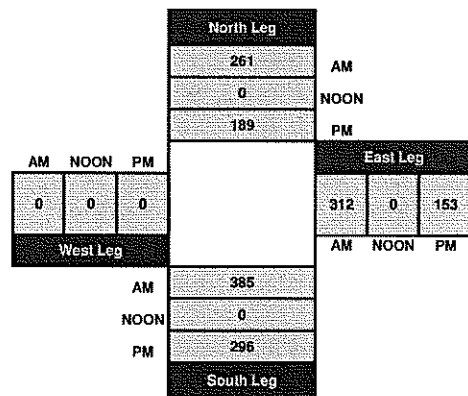 North Leg
261 AM
0 NOON
189 PM
AM NOON PM East Leg
0 0 0 312 0 153
West Leg AM NOON PM
AM 385
NOON 0
PM 296
South Leg